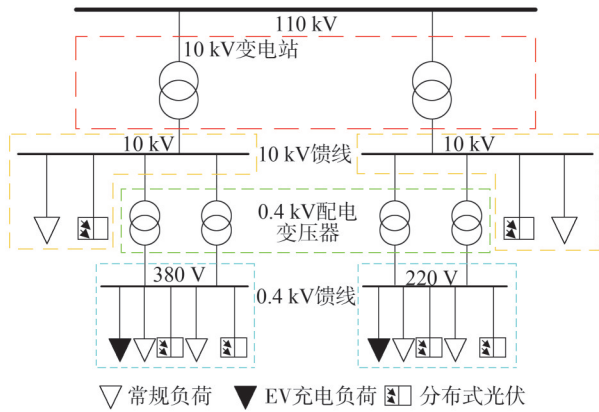 110 kV
10 kV变电站
10 kV
10 kV馈线
10 kV
0.4 kV配电
变压器
380 V
0.4 kV馈线
220 V
常规负荷
EV充电负荷
分布式光伏